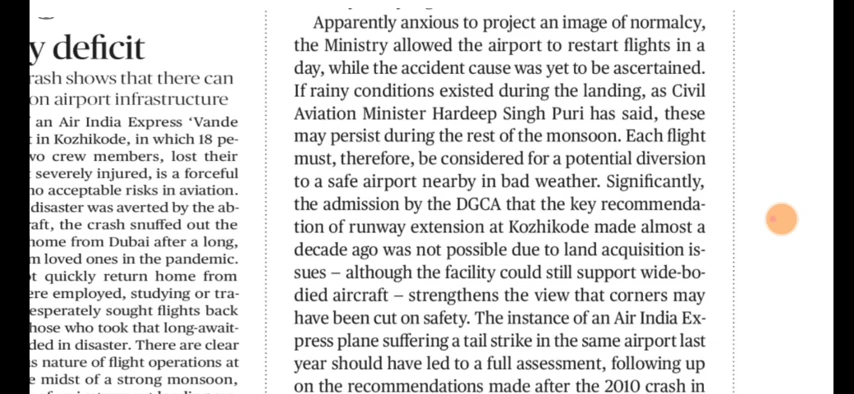 y deficit
rash shows that there can
on airport infrastructure
an Air India Express ‘Vande
in Kozhikode, in which 18 pe-
vo crew members, lost their
severely injured, is a forceful
no acceptable risks in aviation.
disaster was averted by the ab-
raft, the crash snuffed out the
home from Dubai after a long,
m loved ones in the pandemic.
t quickly return home from
ere employed, studying or tra-
esperately sought flights back
hose who took that long-await-
ded in disaster. There are clear
s nature of flight operations at
e midst of a strong monsoon,
Apparently anxious to project an image of normalcy,
the Ministry allowed the airport to restart flights in a
day, while the accident cause was yet to be ascertained.
If rainy conditions existed during the landing, as Civil
Aviation Minister Hardeep Singh Puri has said, these
may persist during the rest of the monsoon. Each flight
must, therefore, be considered for a potential diversion
to a safe airport nearby in bad weather. Significantly,
the admission by the DGCA that the key recommenda-
tion of runway extension at Kozhikode made almost a
decade ago was not possible due to land acquisition is-
sues – although the facility could still support wide-bo-
died aircraft – strengthens the view that corners may
have been cut on safety. The instance of an Air India Ex-
press plane suffering a tail strike in the same airport last
year should have led to a full assessment, following up
on the recommendations made after the 2010 crash in